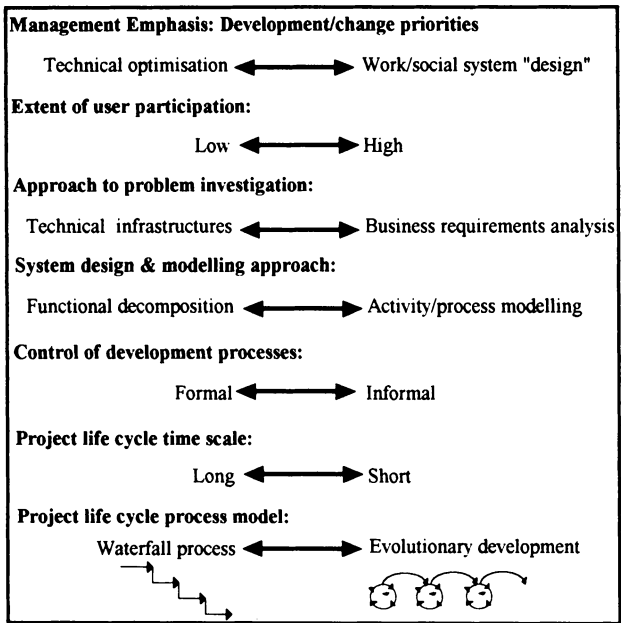 Management Emphasis: Development/change priorities
Technical optimisation Work/social system "design"
Extent of user participation:
Low High
Approach to problem investigation:
Technical infrastructures Business requirements analysis
System design & modelling approach:
Functional decomposition Activity/process modelling
Control of development processes:
Formal Informal
Project life cycle time scale:
Long Short
Project life cycle process model:
Waterfall process Evolutionary development